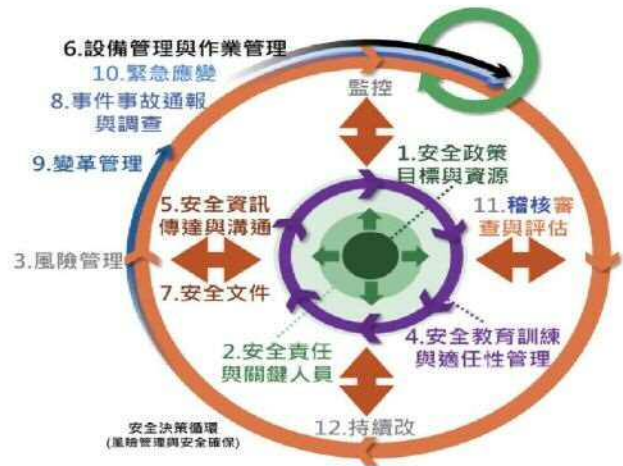 6.設備管理與作業管理
10.緊急應變
8.事件事故通報
與調查
9.變革管理
監控
1.安全政策
目標與資源
5.安全資訊
傳達與溝通
11.稽核審
查與評估
3.風險管理
7.安全文件
2.安全責任
與關鍵人員
4.安全教育訓練
與適任性管理
12.持續改
安全決策循環
(風險管理與安全確保)